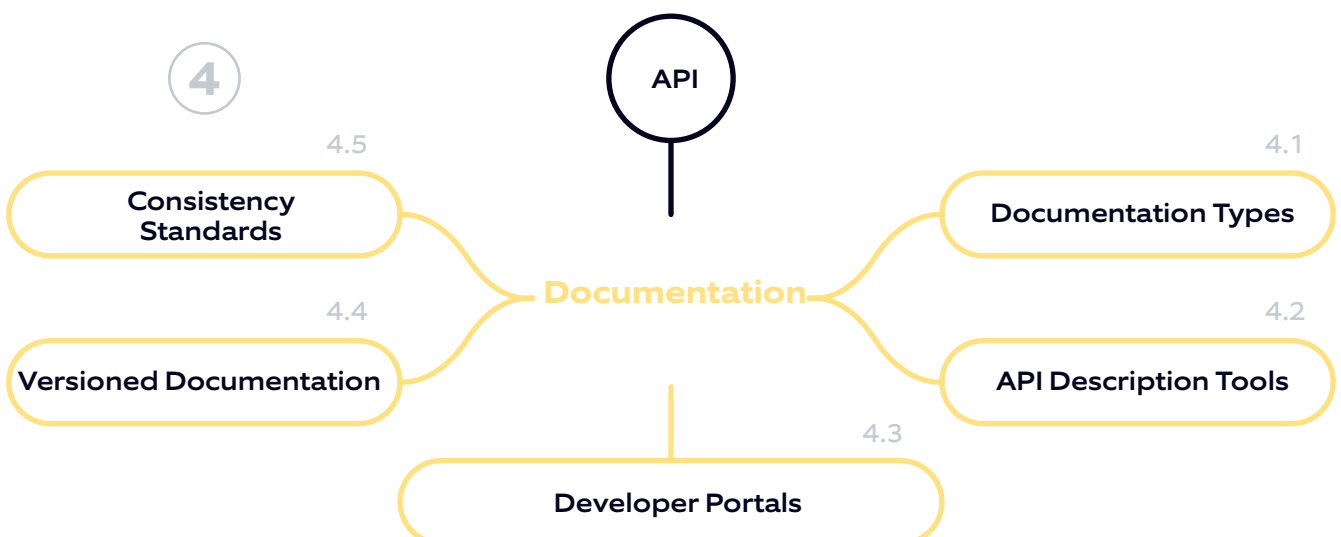 API
4
4.5
Consistency
Standards
4.1
Documentation Types
Documentation
4.4
Versioned Documentation
4.2
API Description Tools
4.3
Developer Portals